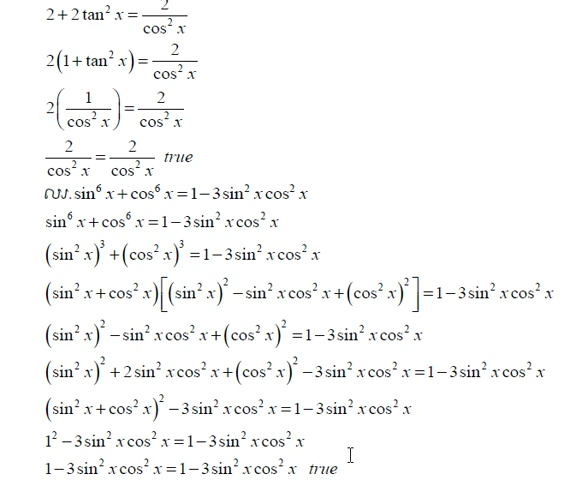 2 + 2 tan² x = 2 / cos² x
2(1 + tan² x) = 2 / cos² x
2(1 / cos² x) = 2 / cos² x
2 / cos² x = 2 / cos² x true
ឈ. sin⁶ x + cos⁶ x = 1 − 3 sin² x cos² x
sin⁶ x + cos⁶ x = 1 − 3 sin² x cos² x
(sin² x)³ + (cos² x)³ = 1 − 3 sin² x cos² x
(sin² x + cos² x)[(sin² x)² − sin² x cos² x + (cos² x)²] = 1 − 3 sin² x cos² x
(sin² x)² − sin² x cos² x + (cos² x)² = 1 − 3 sin² x cos² x
(sin² x)² + 2 sin² x cos² x + (cos² x)² − 3 sin² x cos² x = 1 − 3 sin² x cos² x
(sin² x + cos² x)² − 3 sin² x cos² x = 1 − 3 sin² x cos² x
1² − 3 sin² x cos² x = 1 − 3 sin² x cos² x
1 − 3 sin² x cos² x = 1 − 3 sin² x cos² x true